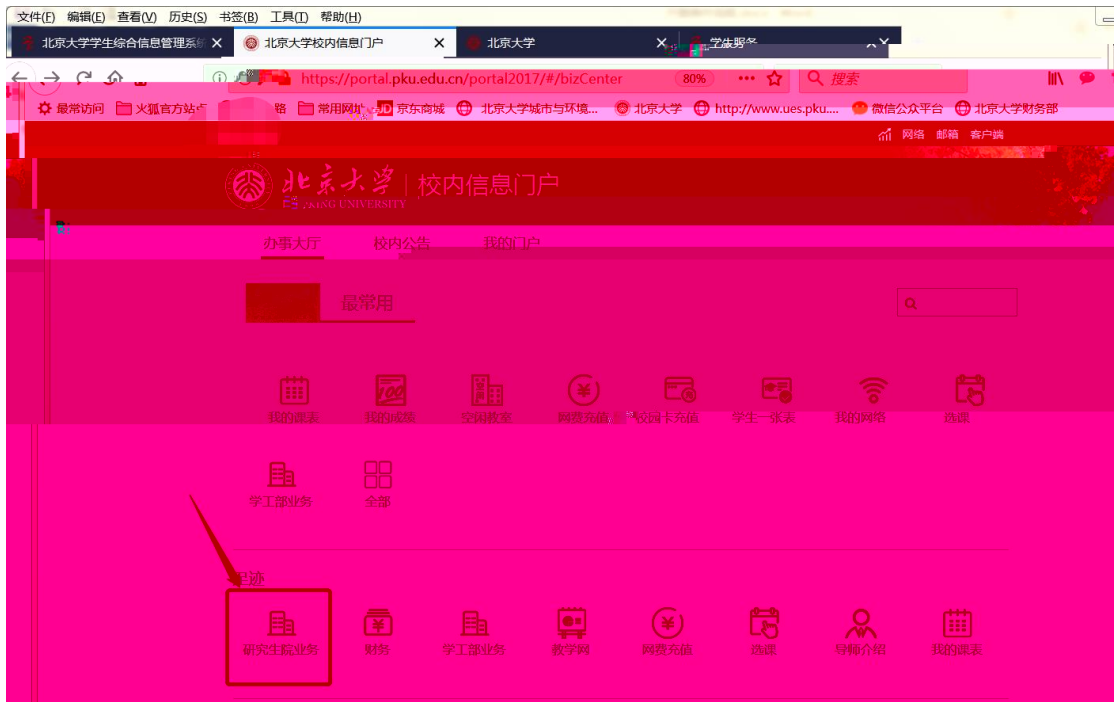 文件(F) 编辑(E) 查看(V) 历史(S) 书签(B) 工具(T) 帮助(H)
北京大学学生综合信息管理系统 北京大学校内信息门户 北京大学
https://portal.pku.edu.cn/portal2017/#/bizCenter 80% 搜索
最常访问 火狐官方站点 常用网址 JD 京东商城 北京大学城市与环境... 北京大学 http://www.ues.pku.... 微信公众平台 北京大学财务部
网络 邮箱 客户端
北京大学 校内信息门户
办事大厅 校内公告 我的门户
最常用
我的课表 我的成绩 空闲教室 网费充值 校园卡充值 学生一张表 我的网络 选课
学工部业务 全部
足迹
研究生院业务 财务 学工部业务 教学网 网费充值 选课 导师介绍 我的课表